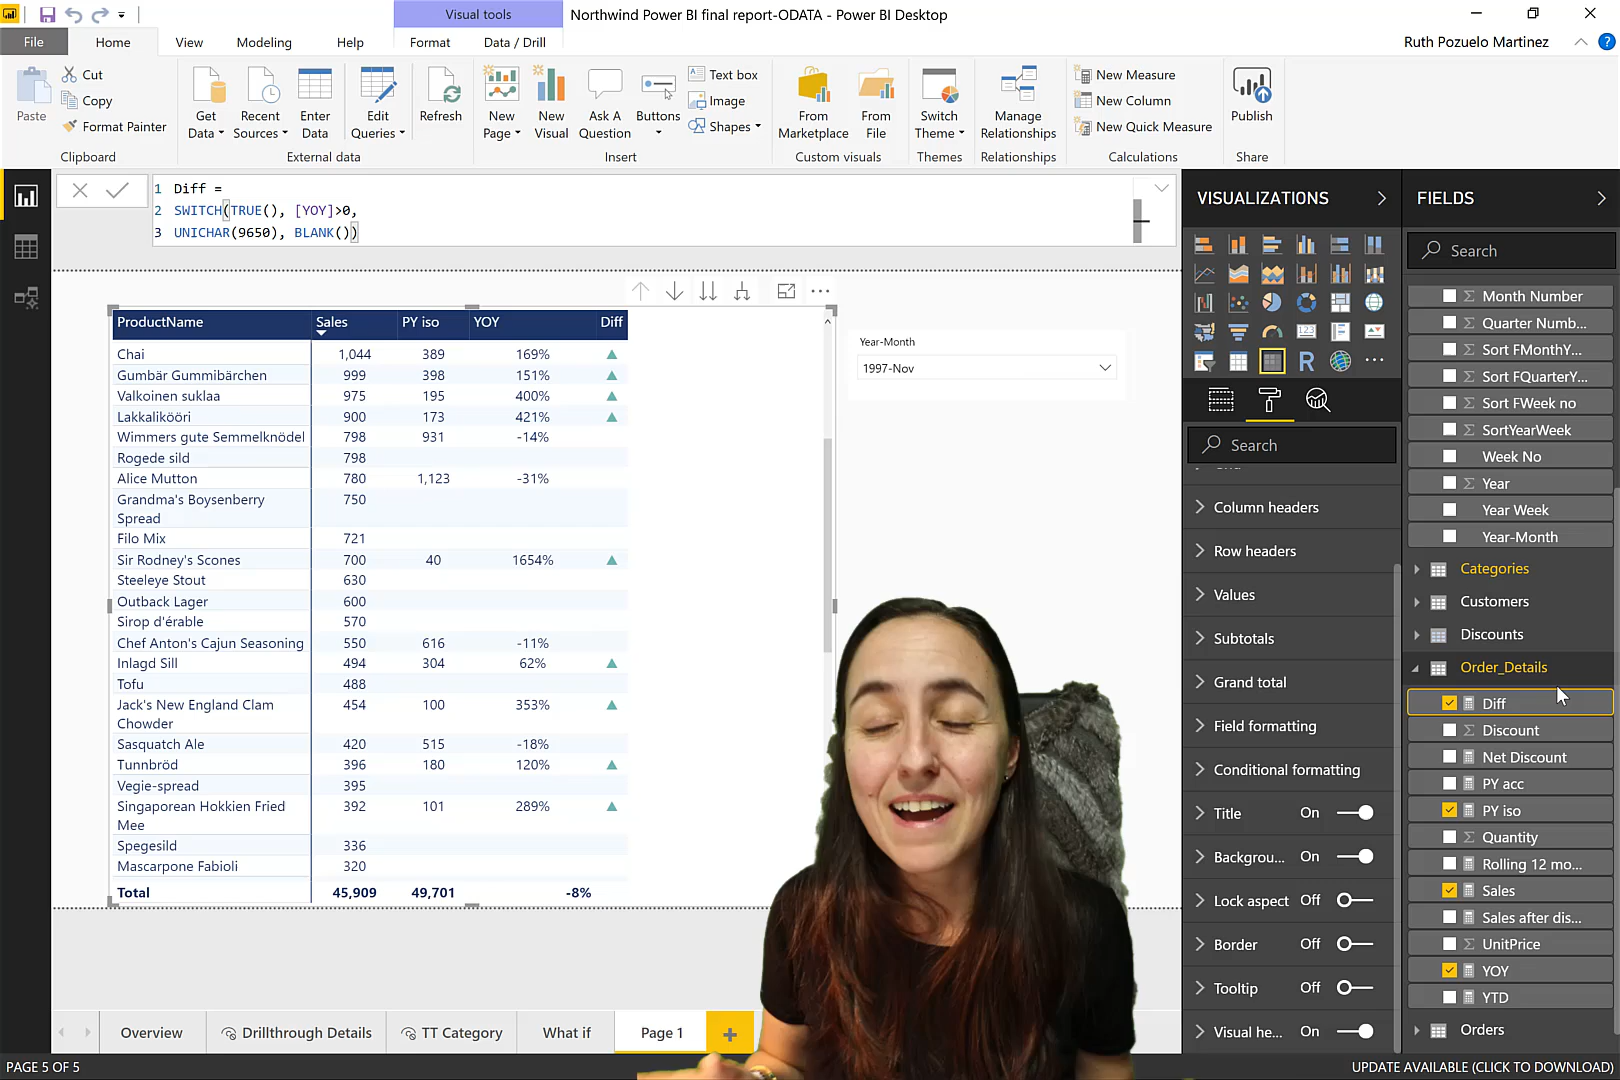 Visual tools
Northwind Power BI final report-ODATA - Power BI Desktop
File
Home
View
Modeling
Help
Format
Data / Drill
Ruth Pozuelo Martinez
?
Paste
Cut
Copy
Format Painter
Clipboard
Get Data
Recent Sources
Enter Data
Edit Queries
Refresh
External data
New Page
New Visual
Ask A Question
Buttons
Text box
Image
Shapes
Insert
From Marketplace
From File
Custom visuals
Switch Theme
Themes
Manage Relationships
Relationships
New Measure
New Column
New Quick Measure
Calculations
Publish
Share
1 Diff =
2 SWITCH(TRUE(), [YOY]>0,
3 UNICHAR(9650), BLANK())
ProductName Sales PY iso YOY Diff
Chai 1,044 389 169% ▲
Gumbär Gummibärchen 999 398 151% ▲
Valkoinen suklaa 975 195 400% ▲
Lakkalikööri 900 173 421% ▲
Wimmers gute Semmelknödel 798 931 -14%
Rogede sild 798
Alice Mutton 780 1,123 -31%
Grandma's Boysenberry 750
Spread
Filo Mix 721
Sir Rodney's Scones 700 40 1654% ▲
Steeleye Stout 630
Outback Lager 600
Sirop d'érable 570
Chef Anton's Cajun Seasoning 550 616 -11%
Inlagd Sill 494 304 62% ▲
Tofu 488
Jack's New England Clam 454 100 353% ▲
Chowder
Sasquatch Ale 420 515 -18%
Tunnbröd 396 180 120% ▲
Vegie-spread 395
Singaporean Hokkien Fried 392 101 289% ▲
Mee
Spegesild 336
Mascarpone Fabioli 320
Total 45,909 49,701 -8%
Year-Month
1997-Nov
VISUALIZATIONS
R
123
Search
Column headers
Row headers
Values
Subtotals
Grand total
Field formatting
Conditional formatting
Title On
Backgrou... On
Lock aspect Off
Border Off
Tooltip Off
Visual he... On
FIELDS
Search
Month Number
Quarter Numb...
Sort FMonthY...
Sort FQuarterY...
Sort FWeek no
SortYearWeek
Week No
Year
Year Week
Year-Month
Categories
Customers
Discounts
Order_Details
Diff
Discount
Net Discount
PY acc
PY iso
Quantity
Rolling 12 mo...
Sales
Sales after dis...
UnitPrice
YOY
YTD
Orders
Overview
Drillthrough Details
TT Category
What if
Page 1
+
PAGE 5 OF 5
UPDATE AVAILABLE (CLICK TO DOWNLOAD)